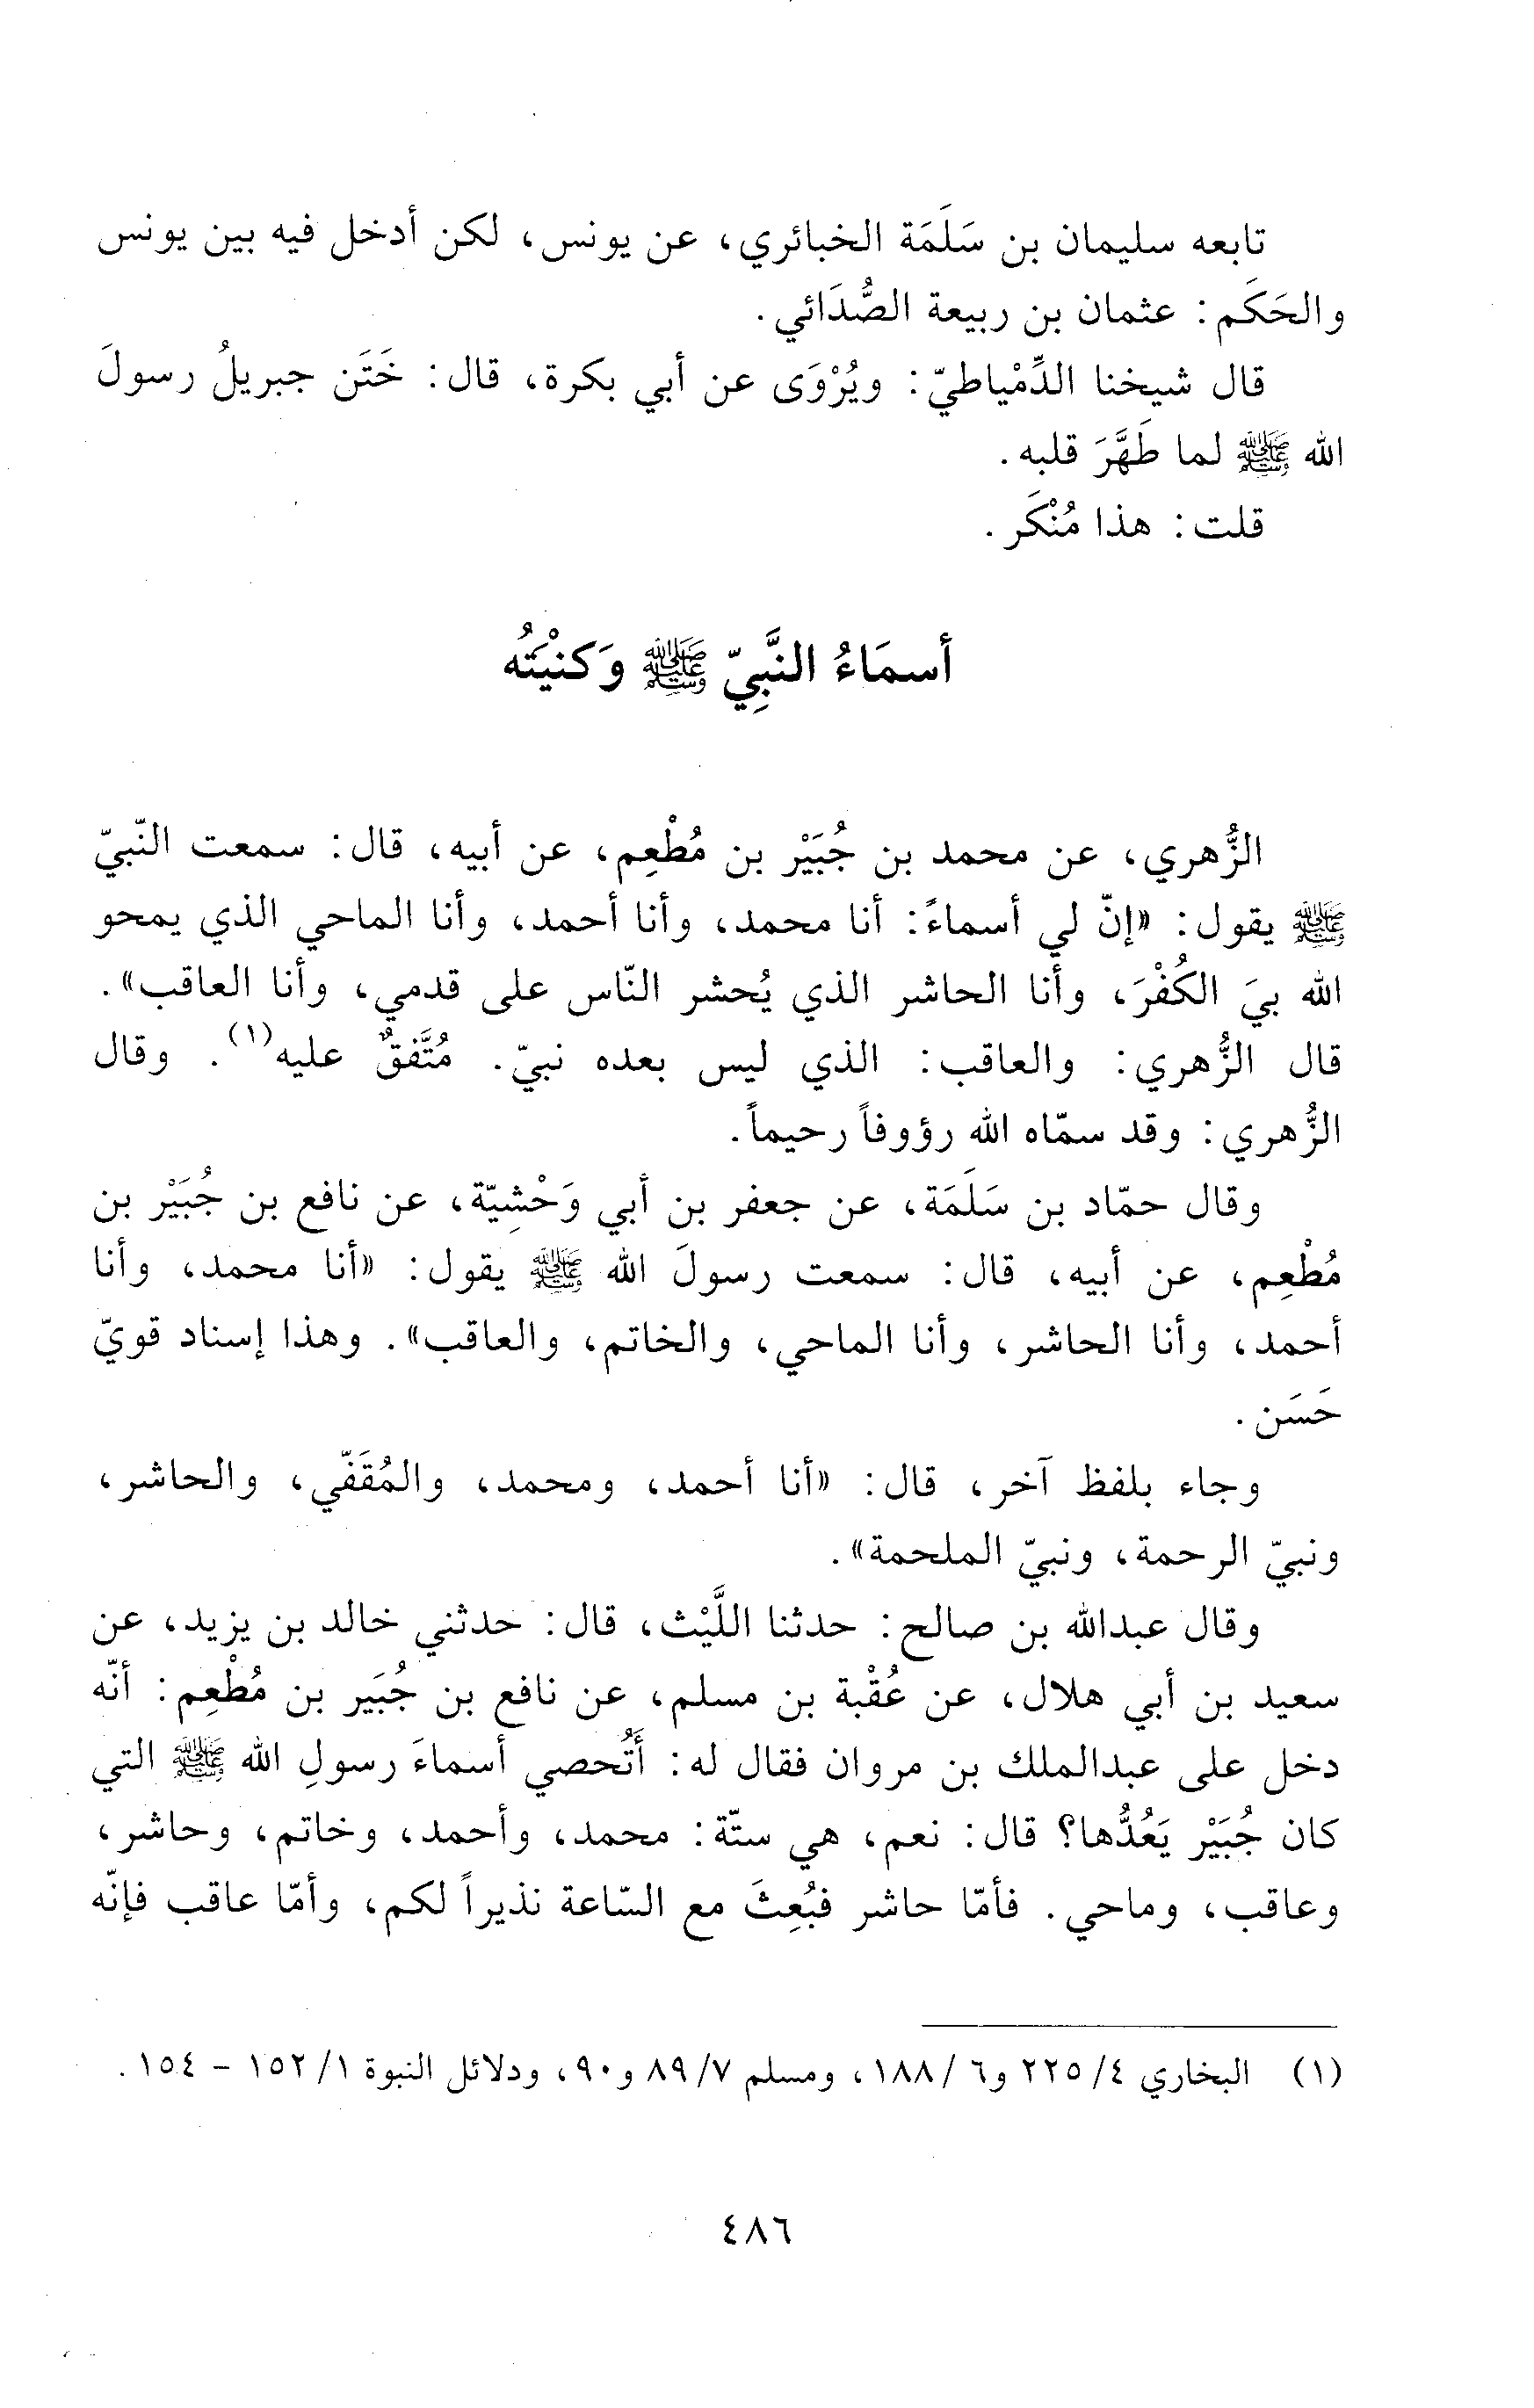 تابعه سليمان بن سَلَمَة الخبائري، عن يونس، لكن أدخل فيه بين يونس
والحَكَم: عثمان بن ربيعة الصُّدَائي.
قال شيخنا الدِّمْياطيّ: ويُرْوَى عن أبي بكرة، قال: خَتَن جبريلُ رسولَ
الله ﷺ لما طَهَّرَ قلبه.
قلت: هذا مُنْكَر.
أسمَاءُ النَّبِيّ ﷺ وَكنْيَتُه
الزُّهري، عن محمد بن جُبَيْر بن مُطْعِم، عن أبيه، قال: سمعت النّبيّ
ﷺ يقول: «إنّ لي أسماءً: أنا محمد، وأنا أحمد، وأنا الماحي الذي يمحو
الله بيَ الكُفْرَ، وأنا الحاشر الذي يُحشر النّاس على قدمي، وأنا العاقب».
قال الزُّهري: والعاقب: الذي ليس بعده نبيّ. مُتَّفقٌ عليه(١). وقال
الزُّهري: وقد سمّاه الله رؤوفاً رحيماً.
وقال حمّاد بن سَلَمَة، عن جعفر بن أبي وَحْشِيّة، عن نافع بن جُبَيْر بن
مُطْعِم، عن أبيه، قال: سمعت رسولَ الله ﷺ يقول: «أنا محمد، وأنا
أحمد، وأنا الحاشر، وأنا الماحي، والخاتم، والعاقب». وهذا إسناد قويّ
حَسَن.
وجاء بلفظ آخر، قال: «أنا أحمد، ومحمد، والمُقَفّي، والحاشر،
ونبيّ الرحمة، ونبيّ الملحمة».
وقال عبدالله بن صالح: حدثنا اللَّيْث، قال: حدثني خالد بن يزيد، عن
سعيد بن أبي هلال، عن عُقْبة بن مسلم، عن نافع بن جُبَير بن مُطْعِم: أنّه
دخل على عبدالملك بن مروان فقال له: أَتُحصي أسماءَ رسولِ الله ﷺ التي
كان جُبَيْر يَعُدُّها؟ قال: نعم، هي ستّة: محمد، وأحمد، وخاتم، وحاشر،
وعاقب، وماحي. فأمّا حاشر فبُعِثَ مع السّاعة نذيراً لكم، وأمّا عاقب فإنّه
(١) البخاري ٤/ ٢٢٥ و٦/ ١٨٨، ومسلم ٧/ ٨٩ و٩٠، ودلائل النبوة ١/ ١٥٢ - ١٥٤.
٤٨٦